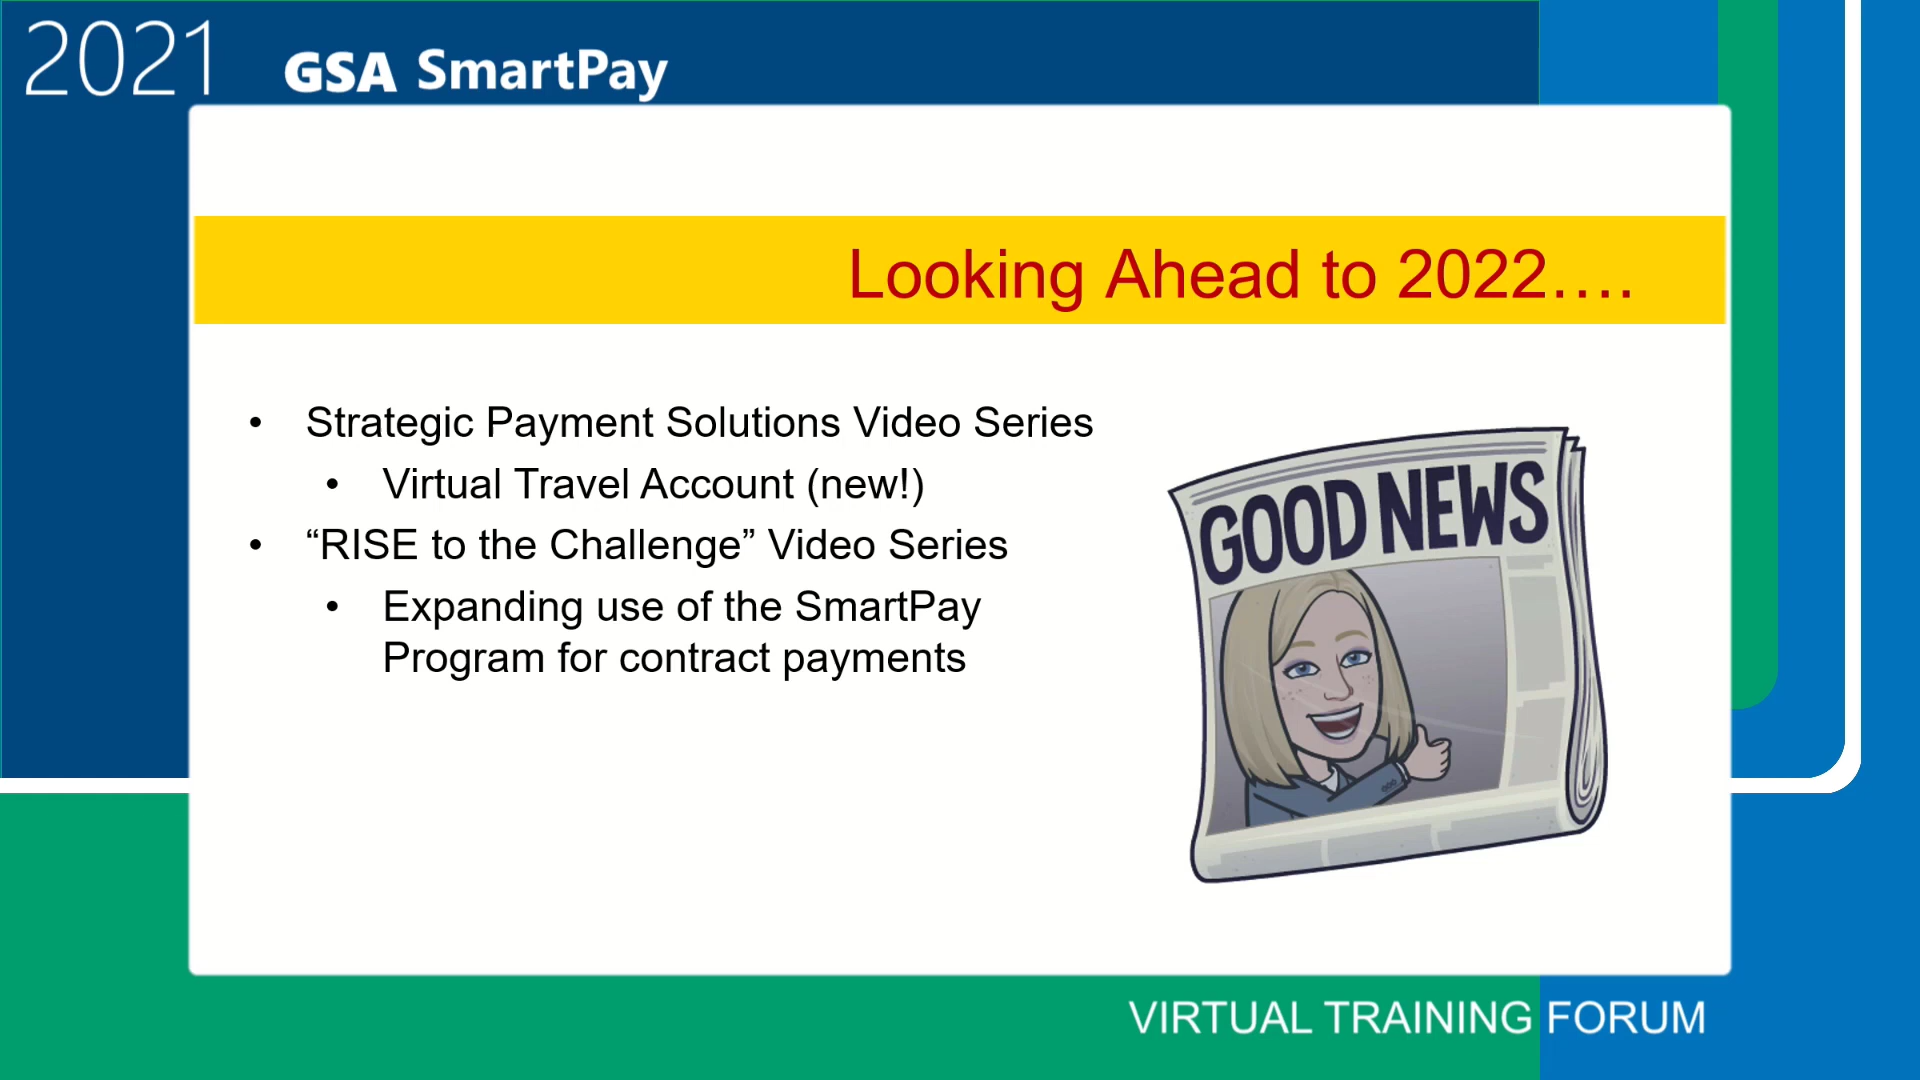 2021
GSA SmartPay
Looking Ahead to 2022….
• Strategic Payment Solutions Video Series
• Virtual Travel Account (new!)
• “RISE to the Challenge” Video Series
• Expanding use of the SmartPay
Program for contract payments
GOOD NEWS
VIRTUAL TRAINING FORUM